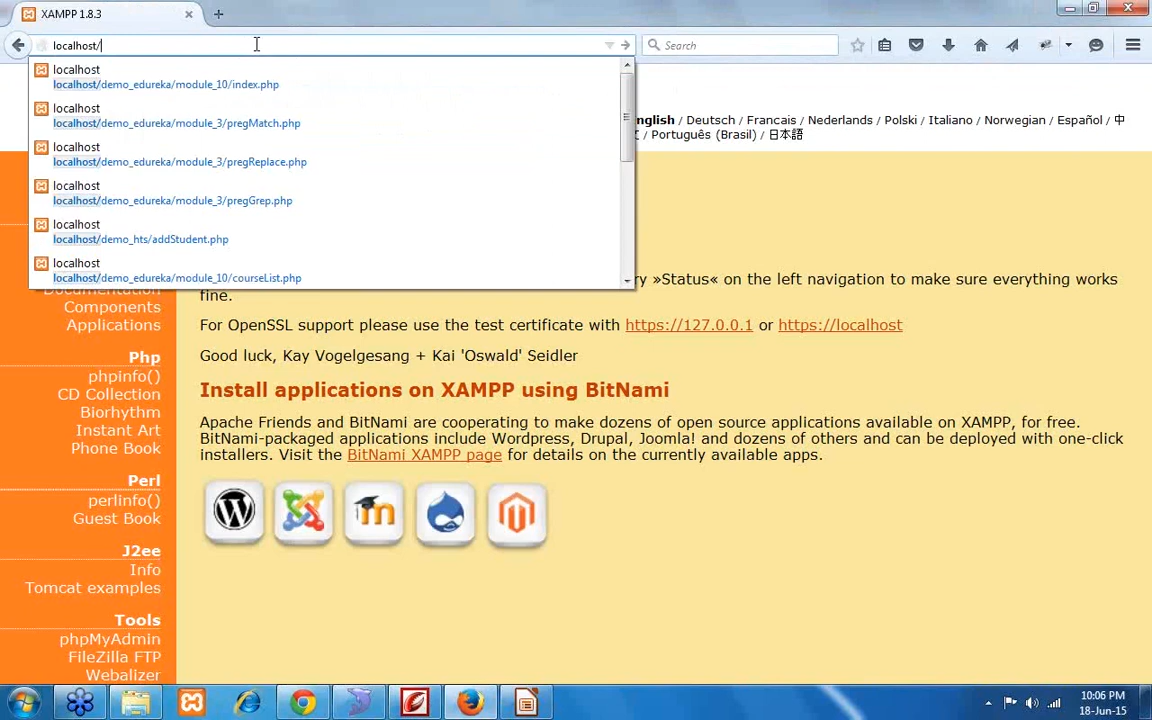 XAMPP 1.8.3
localhost/
Search
localhost
localhost/demo_edureka/module_10/index.php
localhost
localhost/demo_edureka/module_3/pregMatch.php
localhost
localhost/demo_edureka/module_3/pregReplace.php
localhost
localhost/demo_edureka/module_3/pregGrep.php
localhost
localhost/demo_hts/addStudent.php
localhost
localhost/demo_edureka/module_10/courseList.php
nglish / Deutsch / Francais / Nederlands / Polski / Italiano / Norwegian / Español / 中
/ Português (Brasil) / 日本語
ry »Status« on the left navigation to make sure everything works
fine.
For OpenSSL support please use the test certificate with https://127.0.0.1 or https://localhost
Good luck, Kay Vogelgesang + Kai 'Oswald' Seidler
Install applications on XAMPP using BitNami
Apache Friends and BitNami are cooperating to make dozens of open source applications available on XAMPP, for free.
BitNami-packaged applications include Wordpress, Drupal, Joomla! and dozens of others and can be deployed with one-click
installers. Visit the BitNami XAMPP page for details on the currently available apps.
Documentation
Components
Applications
Php
phpinfo()
CD Collection
Biorhythm
Instant Art
Phone Book
Perl
perlinfo()
Guest Book
J2ee
Info
Tomcat examples
Tools
phpMyAdmin
FileZilla FTP
Webalizer
10:06 PM
18-Jun-15